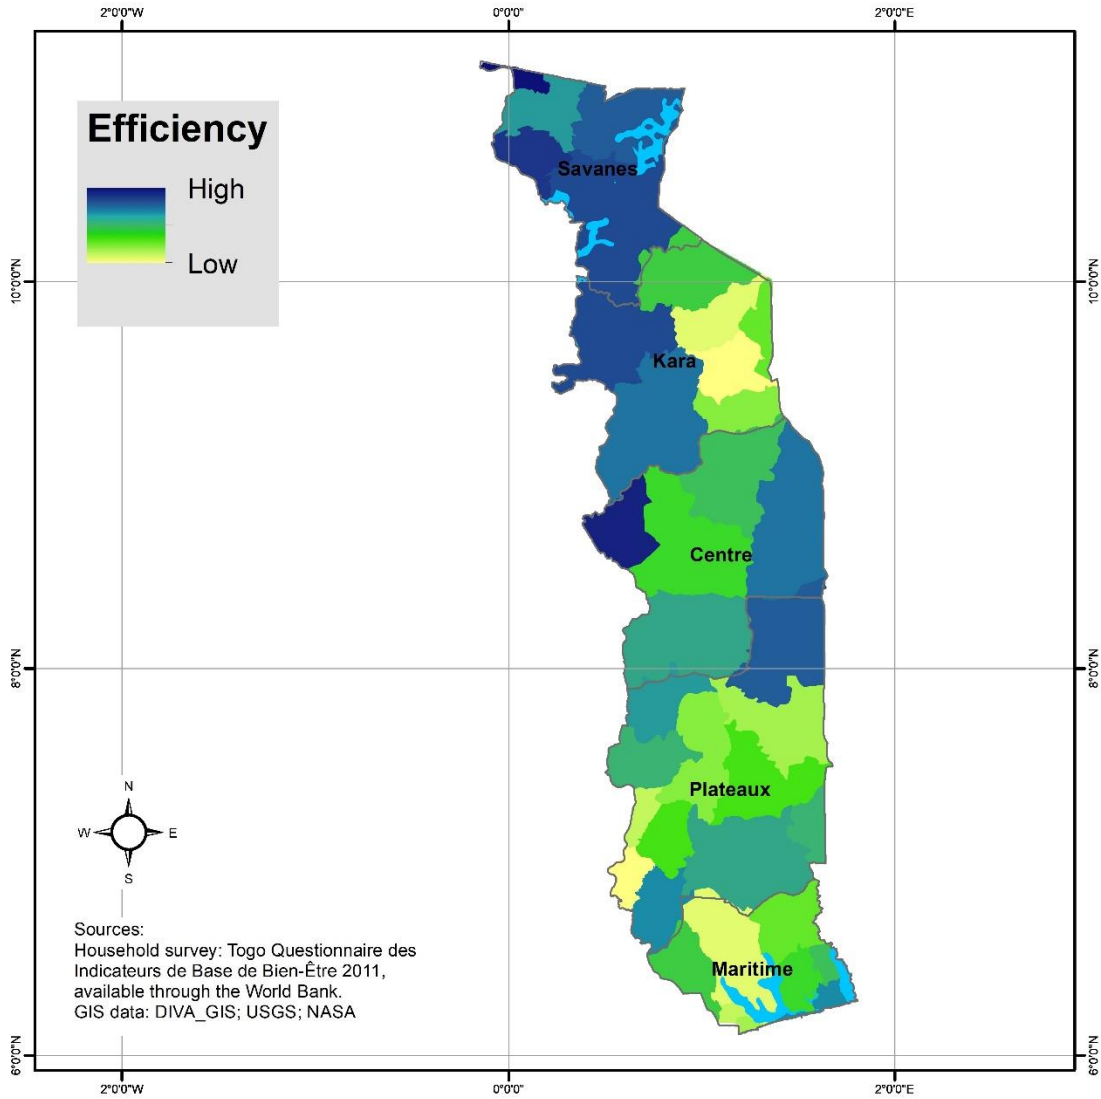 2°0'0"W 0°0'0" 2°0'0"E
Efficiency
High
Low
Savanes
10°0'0"N 10°0'0"N
Kara
Centre
8°0'0"N 8°0'0"N
Plateaux
N
W E
S
Sources:
Household survey: Togo Questionnaire des
Indicateurs de Base de Bien-Être 2011,
available through the World Bank.
GIS data: DIVA_GIS; USGS; NASA
Maritime
6°0'0"N 6°0'0"N
2°0'0"W 0°0'0" 2°0'0"E